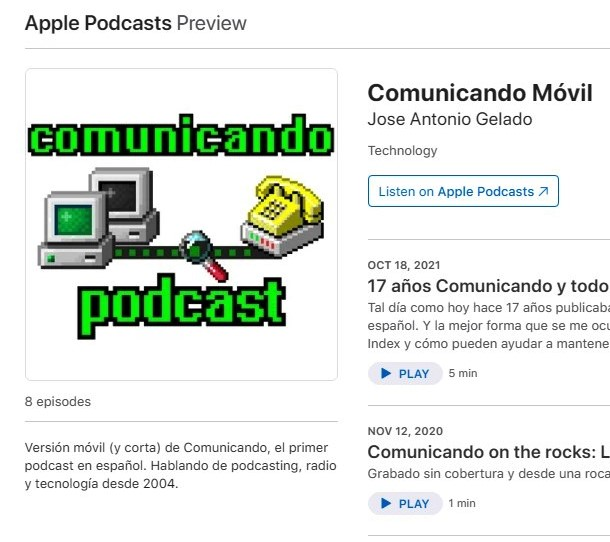 Apple Podcasts Preview
comunicando
podcast
8 episodes
Versión móvil (y corta) de Comunicando, el primer
podcast en español. Hablando de podcasting, radio
y tecnología desde 2004.
Comunicando Móvil
Jose Antonio Gelado
Technology
Listen on Apple Podcasts ↗
OCT 18, 2021
17 años Comunicando y todo
Tal día como hoy hace 17 años publicaba
español. Y la mejor forma que se me ocu
Index y cómo pueden ayudar a mantene
PLAY 5 min
NOV 12, 2020
Comunicando on the rocks: L
Grabado sin cobertura y desde una roca
PLAY 1 min